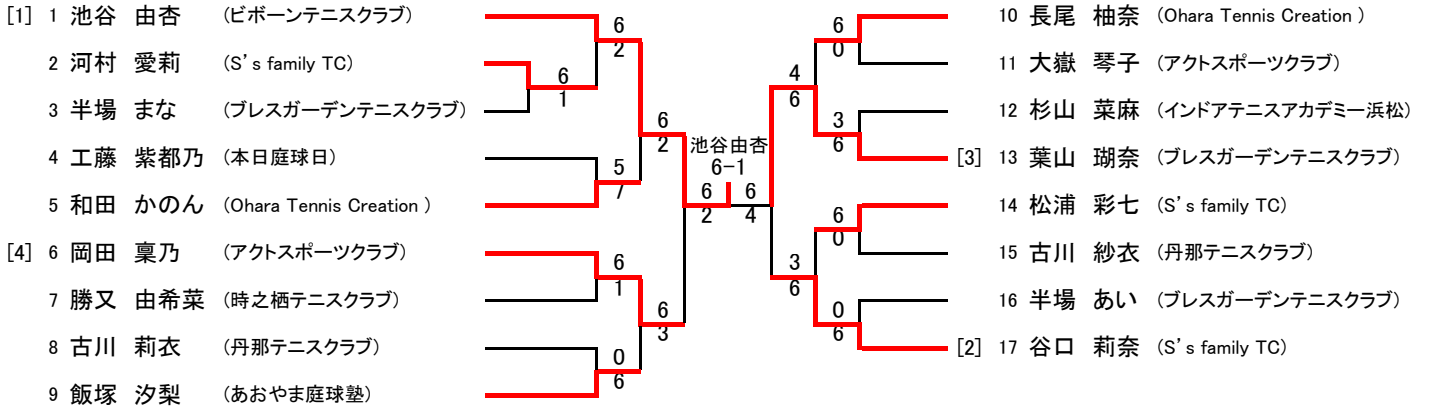 [1] 1 池谷 由杏 (ビボーンテニスクラブ)
2 河村 愛莉 (S's family TC)
3 半場 まな (ブレスガーデンテニスクラブ)
4 工藤 紫都乃 (本日庭球日)
5 和田 かのん (Ohara Tennis Creation )
[4] 6 岡田 稟乃 (アクトスポーツクラブ)
7 勝又 由希菜 (時之栖テニスクラブ)
8 古川 莉衣 (丹那テニスクラブ)
9 飯塚 汐梨 (あおやま庭球塾)
6
2
6
1
6
2
5
7
6
1
6
3
0
6
6
2
池谷由杏
6-1
6
4
6
0
4
6
3
6
6
0
3
6
0
6
10 長尾 柚奈 (Ohara Tennis Creation )
11 大嶽 琴子 (アクトスポーツクラブ)
12 杉山 菜麻 (インドアテニスアカデミー浜松)
[3] 13 葉山 瑚奈 (ブレスガーデンテニスクラブ)
14 松浦 彩七 (S's family TC)
15 古川 紗衣 (丹那テニスクラブ)
16 半場 あい (ブレスガーデンテニスクラブ)
[2] 17 谷口 莉奈 (S's family TC)